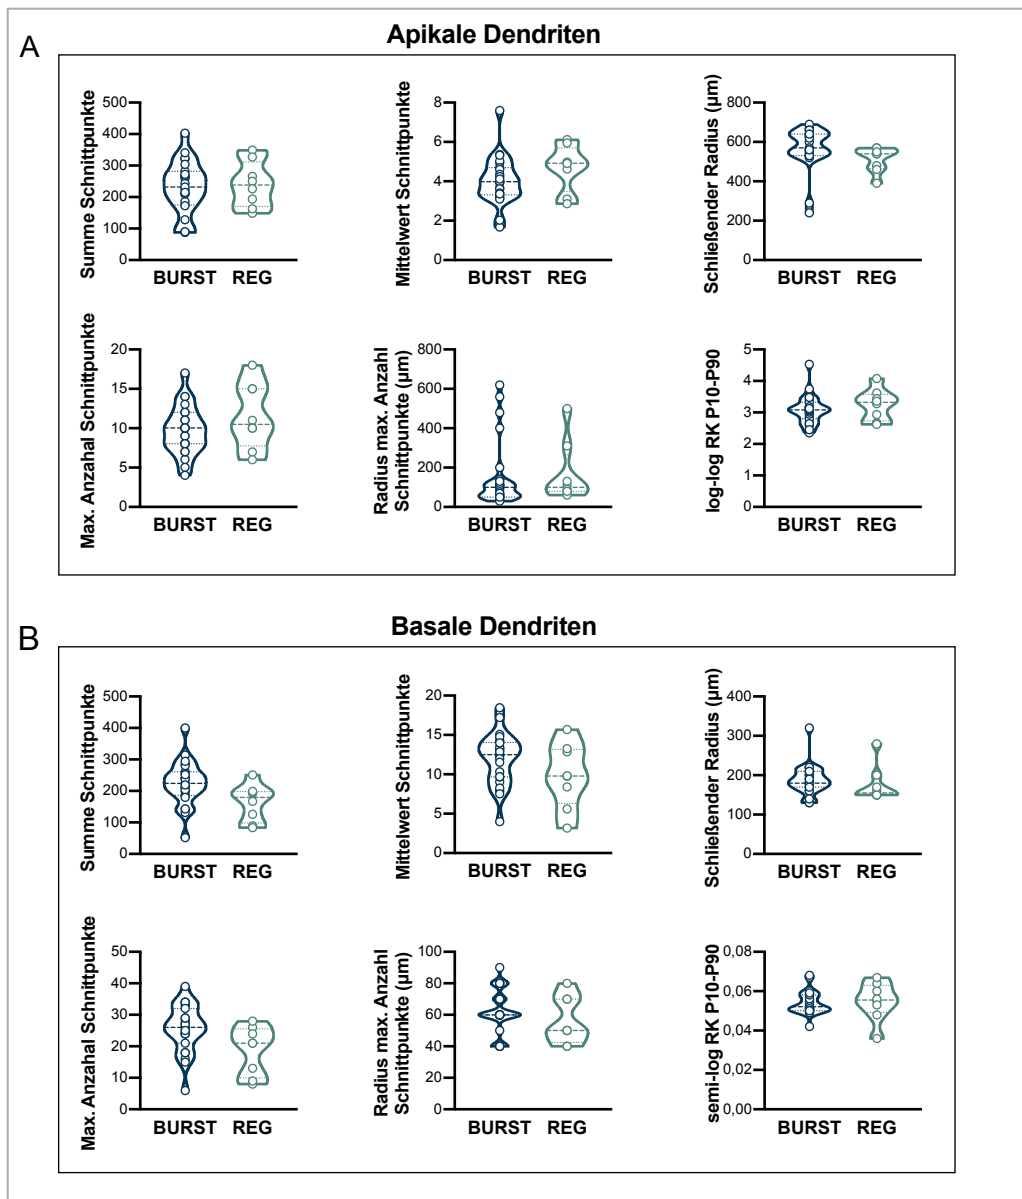 A
Apikale Dendriten
Summe Schnittpunkte
500
400
300
200
100
0
BURST REG
Mittelwert Schnittpunkte
8
6
4
2
0
BURST REG
Schließender Radius (µm)
800
600
400
200
0
BURST REG
Max. Anzahal Schnittpunkte
20
15
10
5
0
BURST REG
Radius max. Anzahl
Schnittpunkte (µm)
800
600
400
200
0
BURST REG
log-log RK P10-P90
5
4
3
2
1
0
BURST REG
B
Basale Dendriten
Summe Schnittpunkte
500
400
300
200
100
0
BURST REG
Mittelwert Schnittpunkte
20
15
10
5
0
BURST REG
Schließender Radius (µm)
400
300
200
100
0
BURST REG
Max. Anzahal Schnittpunkte
50
40
30
20
10
0
BURST REG
Radius max. Anzahl
Schnittpunkte (µm)
100
80
60
40
20
0
BURST REG
semi-log RK P10-P90
0,08
0,06
0,04
0,02
0,00
BURST REG